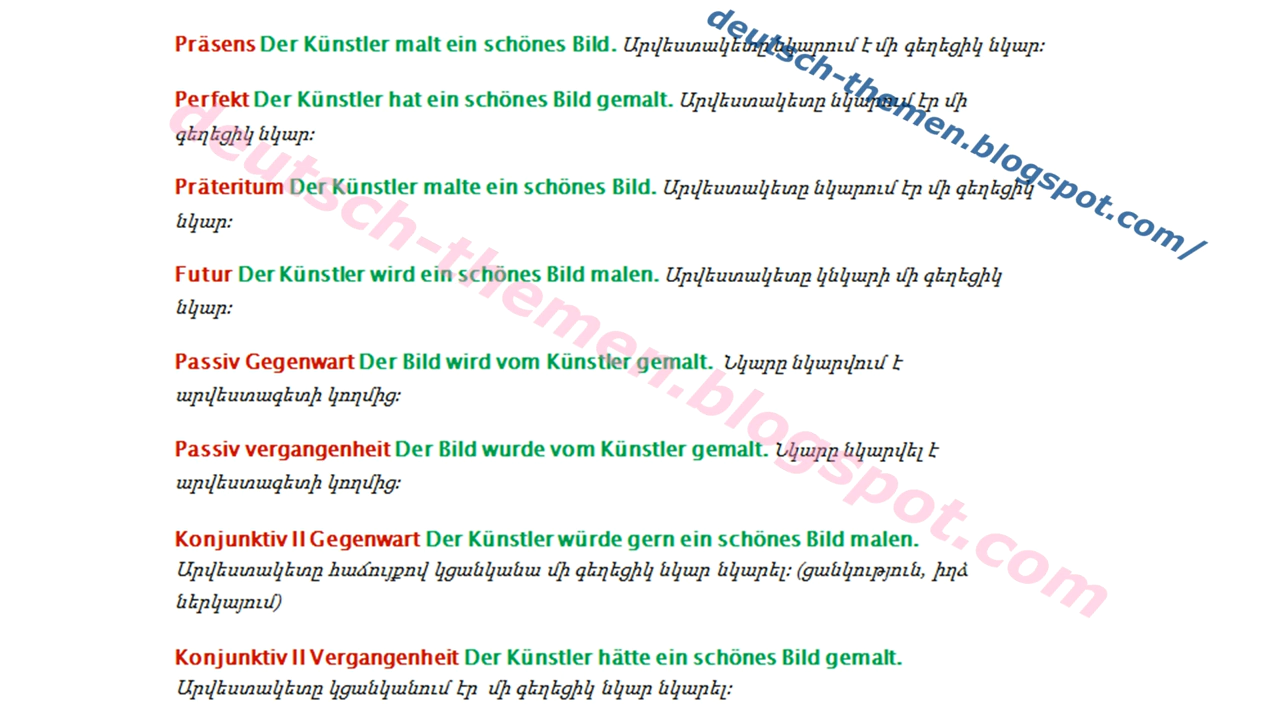 Präsens Der Künstler malt ein schönes Bild. Արվեստակետը նկարում է մի գեղեցիկ նկար:
Perfekt Der Künstler hat ein schönes Bild gemalt. Արվեստակետը նկարում էր մի
գեղեցիկ նկար:
Präteritum Der Künstler malte ein schönes Bild. Արվեստակետը նկարում էր մի գեղեցիկ
նկար:
Futur Der Künstler wird ein schönes Bild malen. Արվեստակետը կնկարի մի գեղեցիկ
նկար:
Passiv Gegenwart Der Bild wird vom Künstler gemalt. Նկարը նկարվում է
արվեստագետի կողմից:
Passiv vergangenheit Der Bild wurde vom Künstler gemalt. Նկարը նկարվել է
արվեստագետի կողմից:
Konjunktiv II Gegenwart Der Künstler würde gern ein schönes Bild malen.
Արվեստակետը հաճույքով կցանկանա մի գեղեցիկ նկար նկարել: (ցանկություն, իղձ
ներկայում)
Konjunktiv II Vergangenheit Der Künstler hätte ein schönes Bild gemalt.
Արվեստակետը կցանկանում էր մի գեղեցիկ նկար նկարել:
deutsch-themen.blogspot.com/
deutsch-themen.blogspot.com